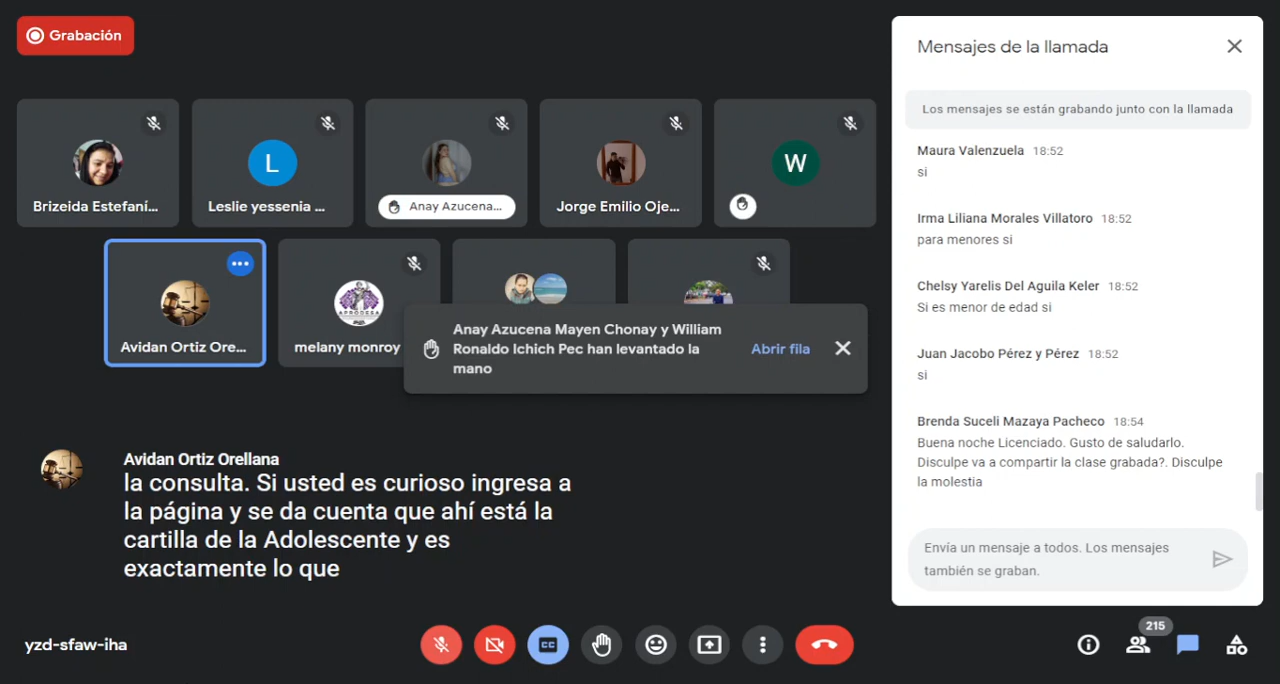 Grabación
Brizeida Estefaní...
L
Leslie yessenia ...
Anay Azucena...
Jorge Emilio Oje...
W
Avidan Ortiz Ore...
APRODESA
melany monroy
Anay Azucena Mayen Chonay y William
Ronaldo Ichich Pec han levantado la
mano
Abrir fila
Avidan Ortiz Orellana
la consulta. Si usted es curioso ingresa a
la página y se da cuenta que ahí está la
cartilla de la Adolescente y es
exactamente lo que
Mensajes de la llamada
Los mensajes se están grabando junto con la llamada
Maura Valenzuela 18:52
si
Irma Liliana Morales Villatoro 18:52
para menores si
Chelsy Yarelis Del Aguila Keler 18:52
Si es menor de edad si
Juan Jacobo Pérez y Pérez 18:52
si
Brenda Suceli Mazaya Pacheco 18:54
Buena noche Licenciado. Gusto de saludarlo.
Disculpe va a compartir la clase grabada?. Disculpe
la molestia
Envía un mensaje a todos. Los mensajes
también se graban.
yzd-sfaw-iha
CC
215